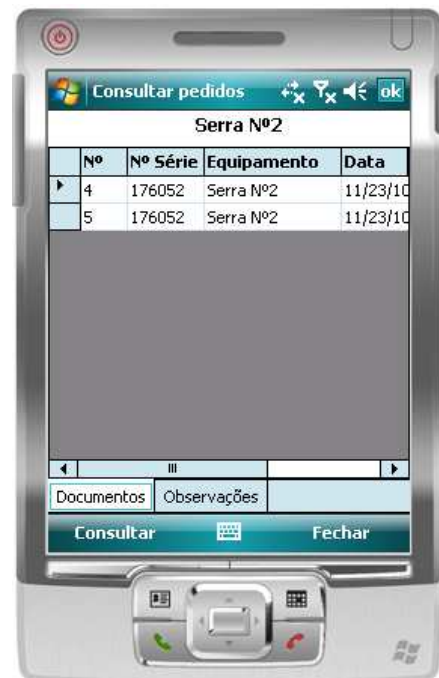 Consultar pedidos ok
Serra Nº2
Nº Nº Série Equipamento Data
4 176052 Serra Nº2 11/23/10
5 176052 Serra Nº2 11/23/10
Documentos Observações
Consultar Fechar